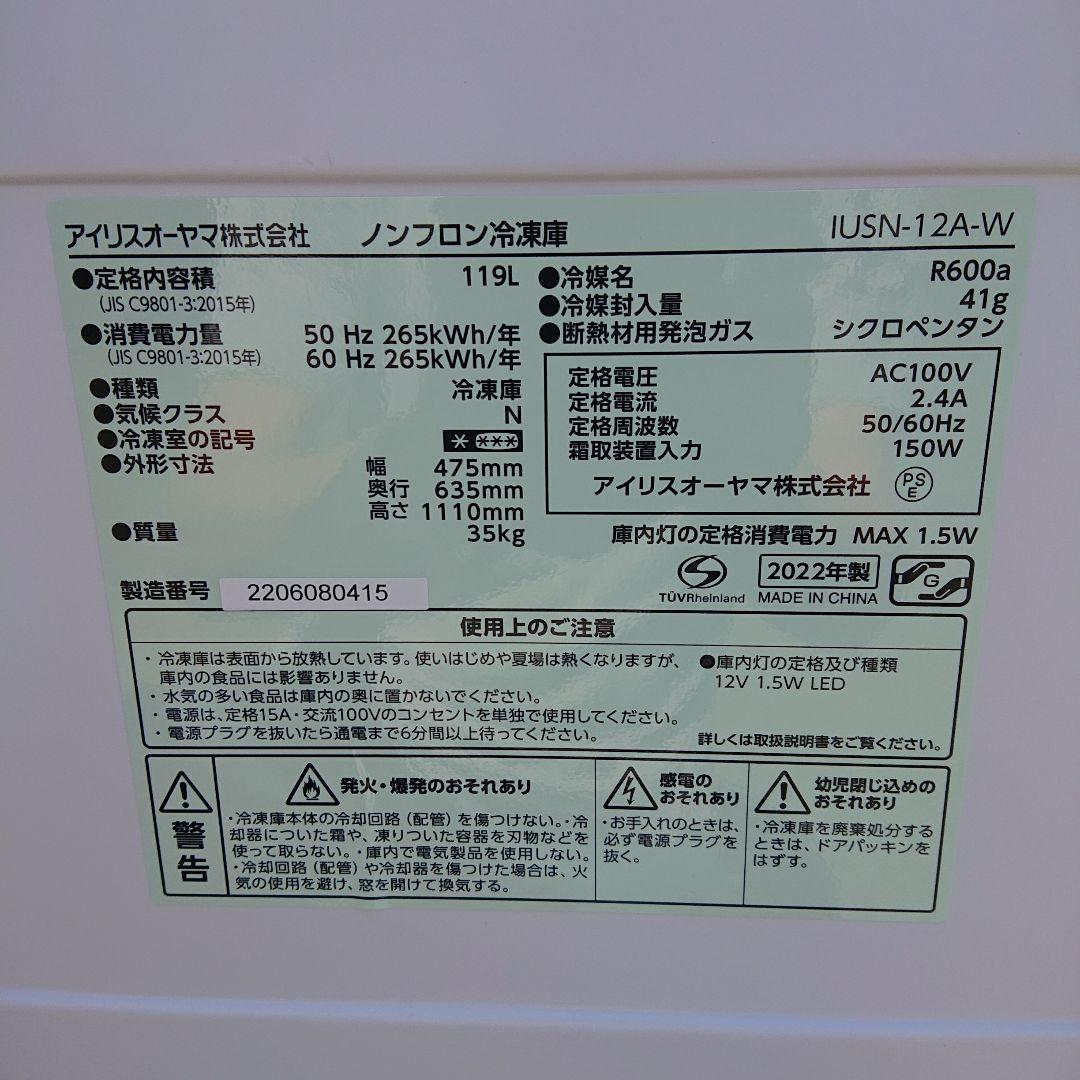 アイリスオーヤマ株式会社 ノンフロン冷凍庫 IUSN-12A-W
●定格内容積 119L
(JIS C9801-3:2015年)
●消費電力量 50 Hz 265kWh/年
(JIS C9801-3:2015年) 60 Hz 265kWh/年
●種類 冷凍庫
●気候クラス N
●冷凍室の記号 * ***
●外形寸法 幅 475mm
奥行 635mm
高さ 1110mm
●質量 35kg
製造番号 2206080415
●冷媒名 R600a
●冷媒封入量 41g
●断熱材用発泡ガス シクロペンタン
定格電圧 AC100V
定格電流 2.4A
定格周波数 50/60Hz
霜取装置入力 150W
アイリスオーヤマ株式会社 PS E
庫内灯の定格消費電力 MAX 1.5W
TÜVRheinland 2022年製 G
MADE IN CHINA
使用上のご注意
・冷凍庫は表面から放熱しています。使いはじめや夏場は熱くなりますが、
庫内の食品には影響ありません。
・水気の多い食品は庫内の奥に置かないでください。
・電源は、定格15A・交流100Vのコンセントを単独で使用してください。
・電源プラグを抜いたら通電まで6分間以上待ってください。
●庫内灯の定格及び種類
12V 1.5W LED
詳しくは取扱説明書をご覧ください。
警告
発火・爆発のおそれあり
・冷凍庫本体の冷却回路（配管）を傷つけない。・冷
却器についた霜や、凍りついた容器を刃物などを
使って取らない。・庫内で電気製品を使用しない。
・冷却回路（配管）や冷却器を傷つけた場合は、火
気の使用を避け、窓を開けて換気する。
感電の
おそれあり
・お手入れのときは、
必ず電源プラグを
抜く。
幼児閉じ込めの
おそれあり
・冷凍庫を廃棄処分する
ときは、ドアパッキンを
はずす。